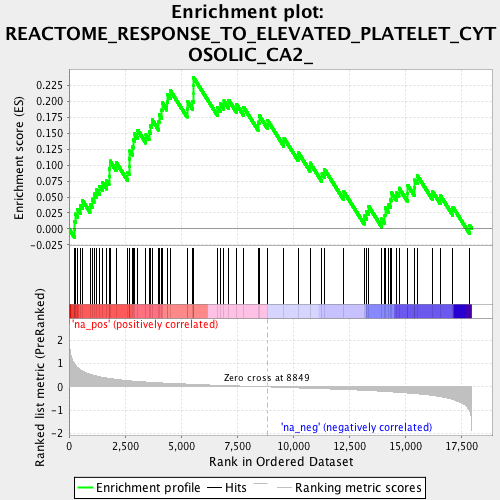 Enrichment plot:
REACTOME_RESPONSE_TO_ELEVATED_PLATELET_CYT
OSOLIC_CA2_
Enrichment score (ES)
0.225
0.200
0.175
0.150
0.125
0.100
0.075
0.050
0.025
0.000
-0.025
'na_pos' (positively correlated)
Ranked list metric (PreRanked)
2
1
0
-1
-2
Zero cross at 8849
'na_neg' (negatively correlated)
0
2,500
5,000
7,500
10,000
12,500
15,000
17,500
Rank in Ordered Dataset
Enrichment profile
Hits
Ranking metric scores